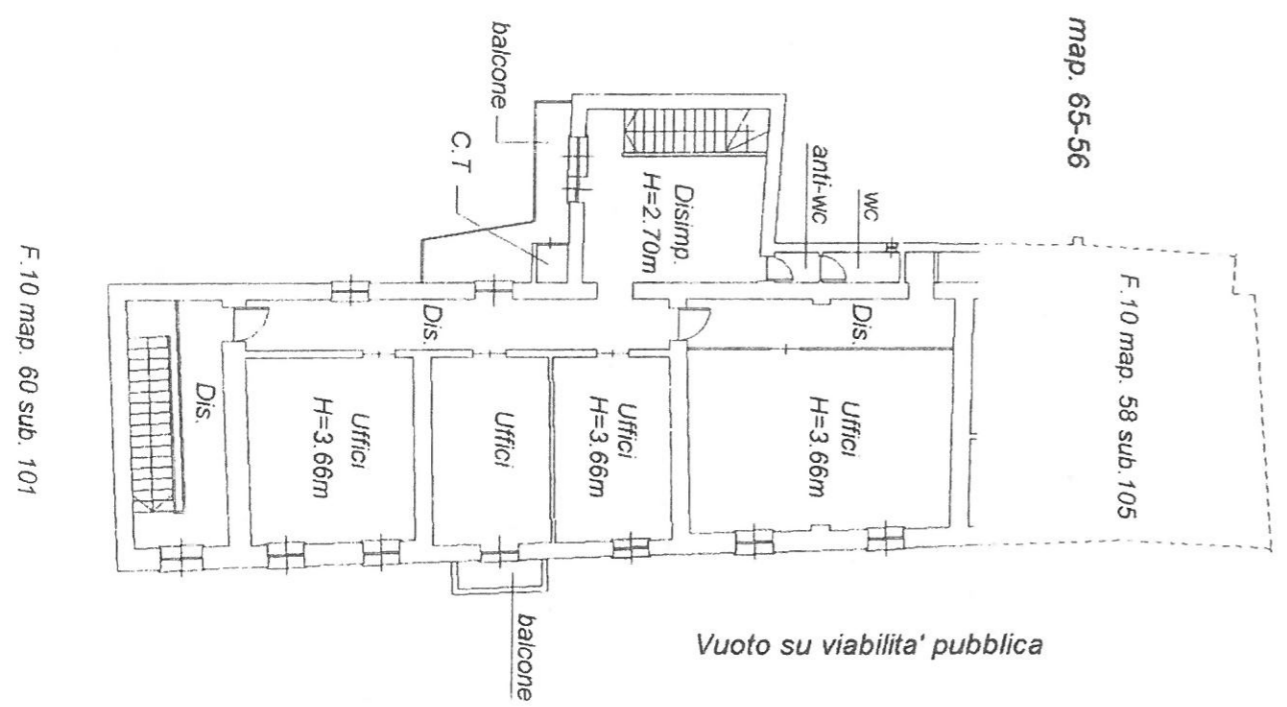 map. 65-56
balcone
C.T
anti-wc
wc
Disimp.
H=2.70m
F.10 map. 58 sub.105
F.10 map. 60 sub. 101
Dis.
Dis.
Dis.
Uffici
H=3.66m
Uffici
Uffici
H=3.66m
Uffici
H=3.66m
balcone
Vuoto su viabilita' pubblica